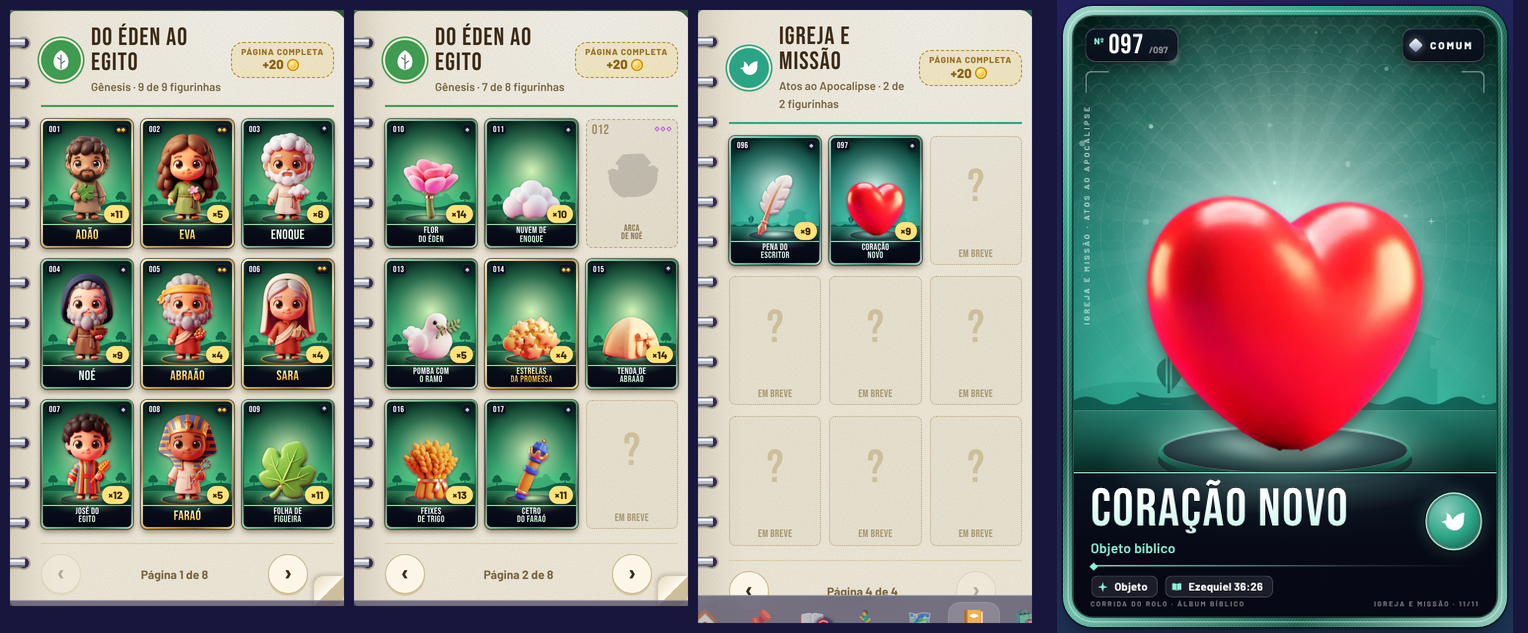 DO ÉDEN AO
EGITO
Gênesis · 9 de 9 figurinhas
PÁGINA COMPLETA
+20
001
×11
ADÃO
002
×5
EVA
003
×8
ENOQUE
004
×9
NOÉ
005
×4
ABRAÃO
006
×4
SARA
007
×12
JOSÉ DO
EGITO
008
×5
FARAÓ
009
×11
FOLHA DE
FIGUEIRA
‹
Página 1 de 8
›
DO ÉDEN AO
EGITO
Gênesis · 7 de 8 figurinhas
PÁGINA COMPLETA
+20
010
×14
FLOR
DO ÉDEN
011
×10
NUVEM DE
ENOQUE
012
ARCA
DE NOÉ
013
×5
POMBA COM
O RAMO
014
×4
ESTRELAS
DA PROMESSA
015
×14
TENDA DE
ABRAÃO
016
×13
FEIXES
DE TRIGO
017
×11
CETRO
DO FARAÓ
?
EM BREVE
‹
Página 2 de 8
›
IGREJA E
MISSÃO
Atos ao Apocalipse · 2 de
2 figurinhas
PÁGINA COMPLETA
+20
096
×9
PENA DO
ESCRITOR
097
×9
CORAÇÃO
NOVO
?
EM BREVE
?
EM BREVE
?
EM BREVE
?
EM BREVE
?
EM BREVE
?
EM BREVE
?
EM BREVE
‹
Página 4 de 4
›
Nº 097 /097
COMUM
IGREJA E MISSÃO · ATOS AO APOCALIPSE
CORAÇÃO NOVO
Objeto bíblico
Objeto
Ezequiel 36:26
CORRIDA DO ROLO · ÁLBUM BÍBLICO
IGREJA E MISSÃO · 11/11